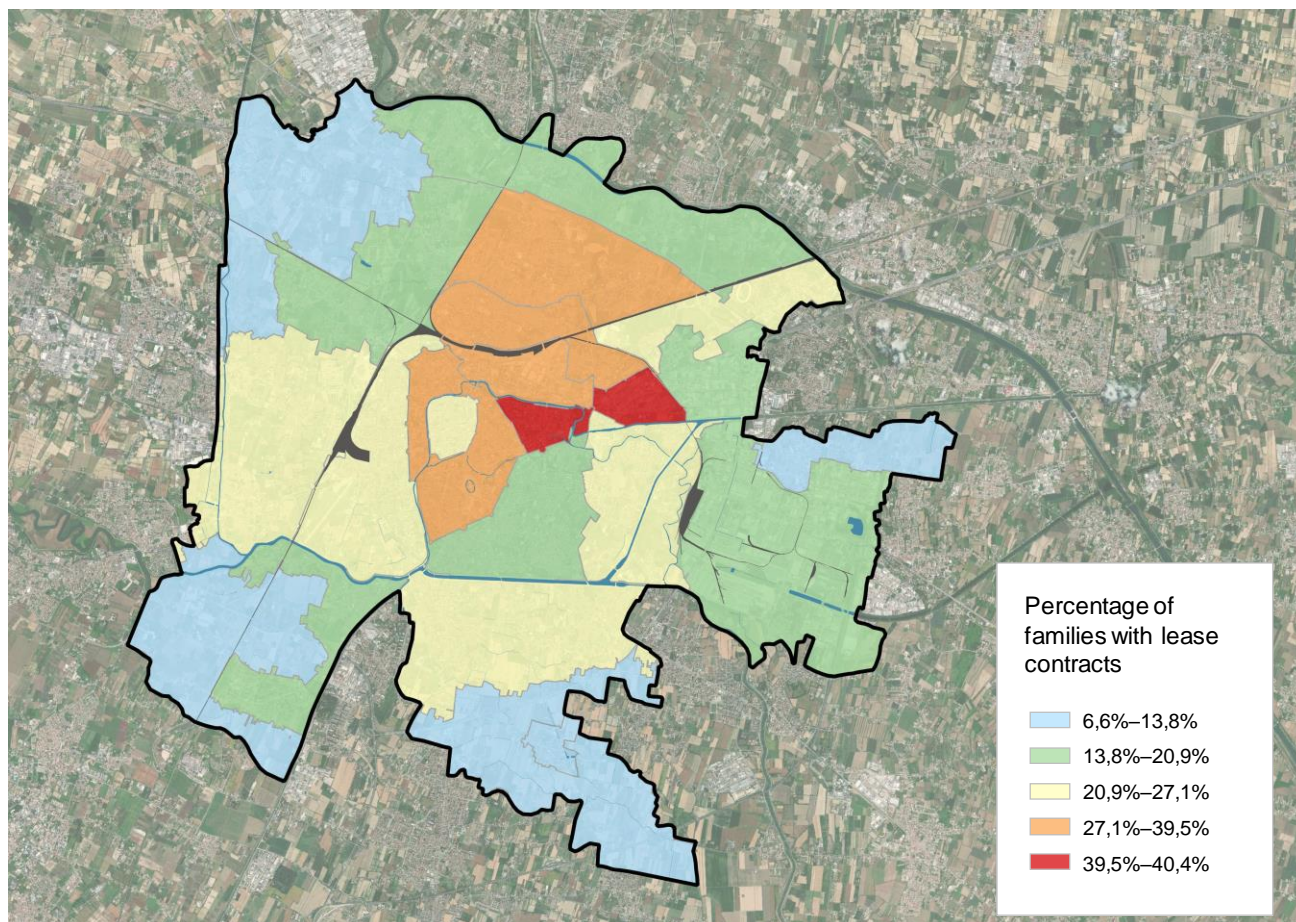 Percentage of
families with lease
contracts
6,6%–13,8%
13,8%–20,9%
20,9%–27,1%
27,1%–39,5%
39,5%–40,4%